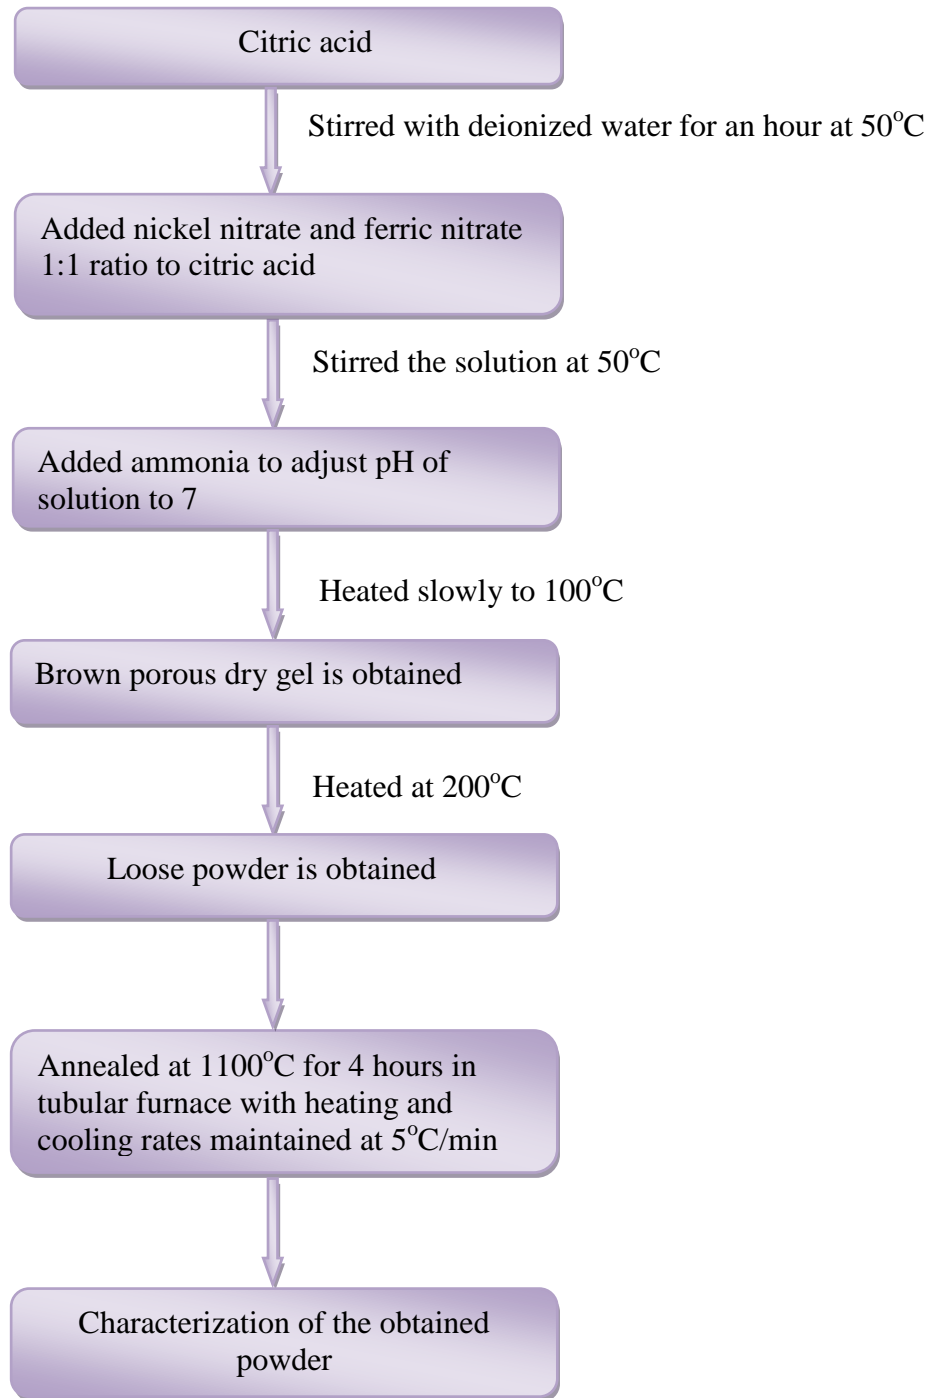 Citric acid
Stirred with deionized water for an hour at 50°C
Added nickel nitrate and ferric nitrate
1:1 ratio to citric acid
Stirred the solution at 50°C
Added ammonia to adjust pH of
solution to 7
Heated slowly to 100°C
Brown porous dry gel is obtained
Heated at 200°C
Loose powder is obtained
Annealed at 1100°C for 4 hours in
tubular furnace with heating and
cooling rates maintained at 5°C/min
Characterization of the obtained
powder